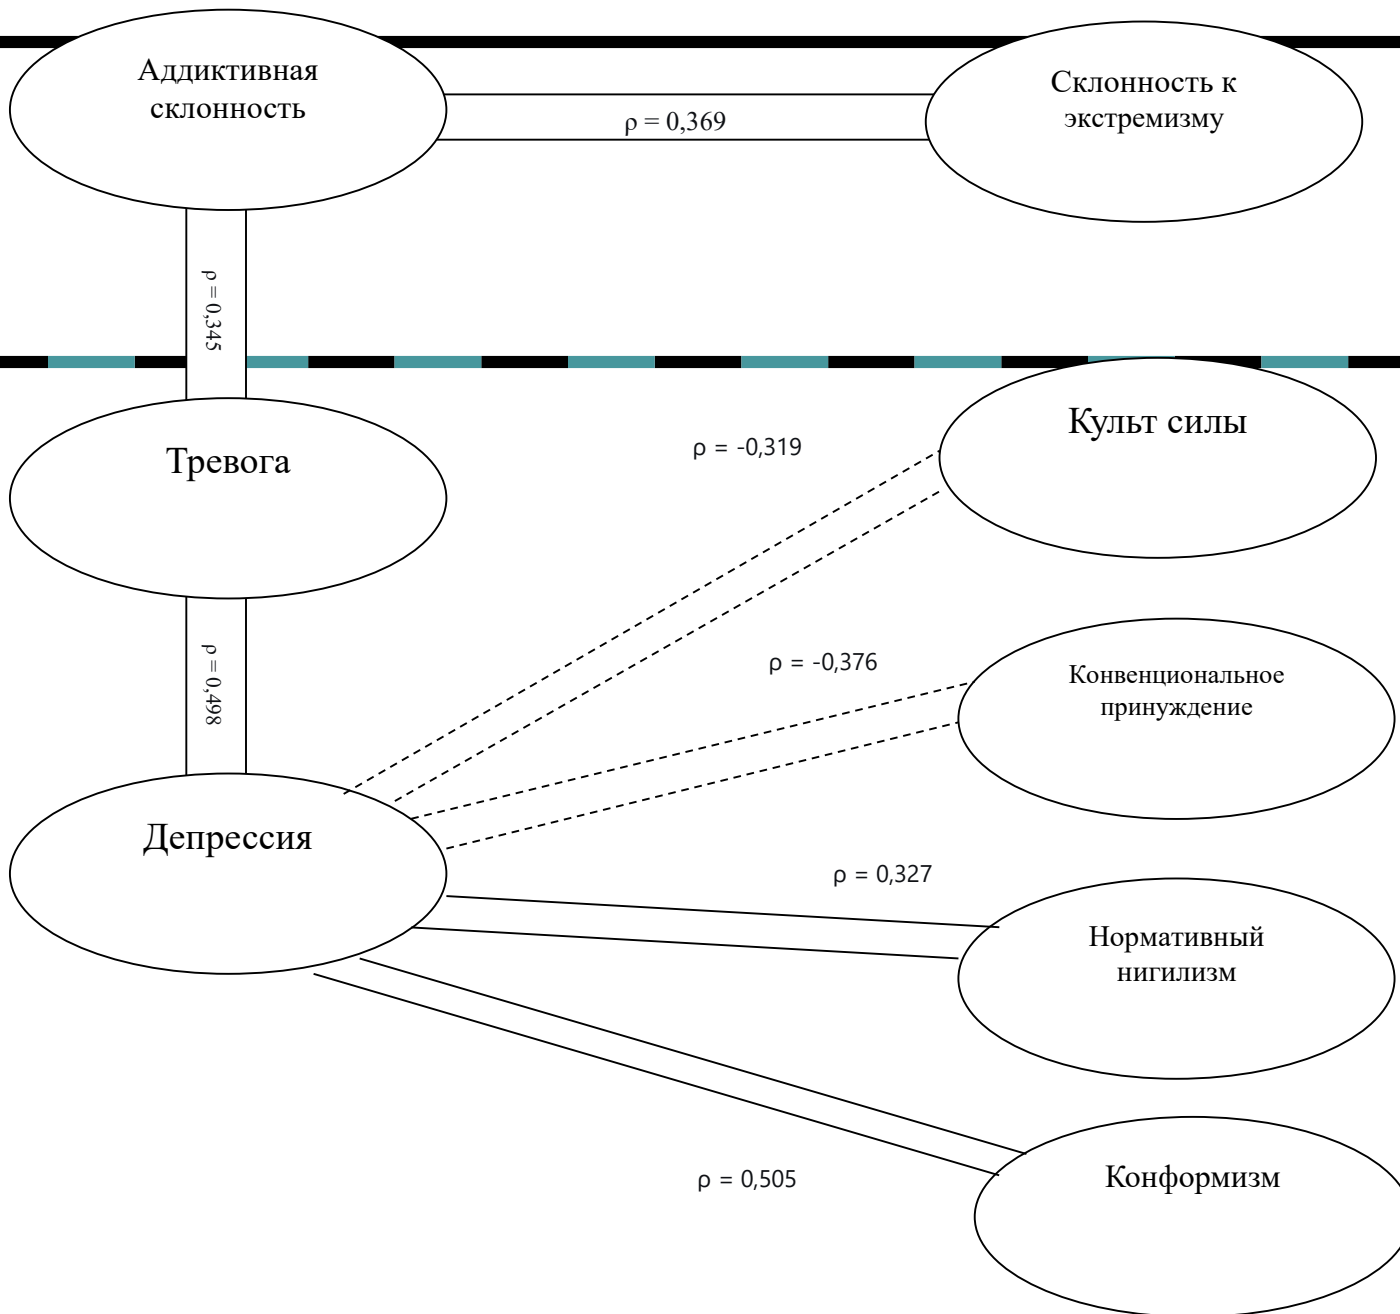 Аддиктивная
склонность
ρ = 0,369
Склонность к
экстремизму
ρ = 0,345
Тревога
ρ = -0,319
Культ силы
ρ = 0,498
ρ = -0,376
Конвенциональное
принуждение
Депрессия
ρ = 0,327
Нормативный
нигилизм
ρ = 0,505
Конформизм